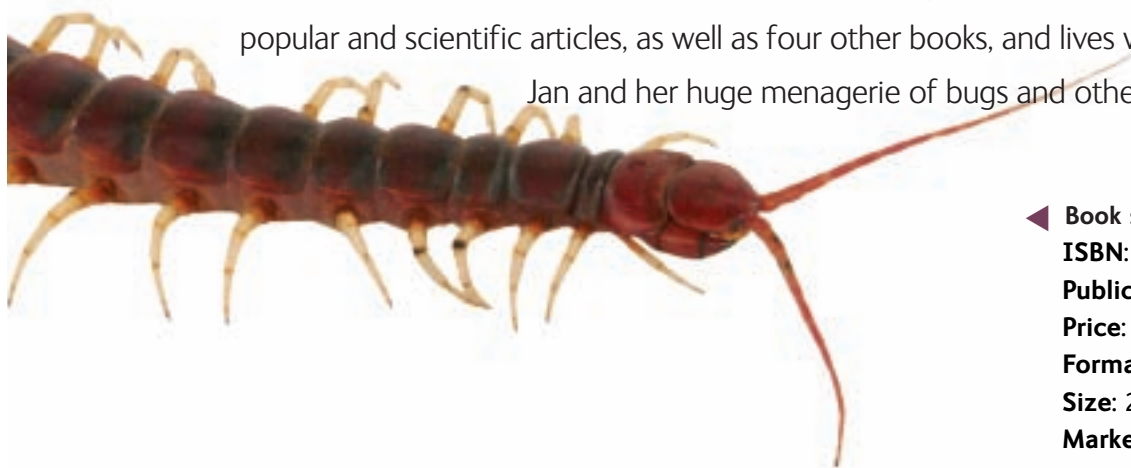 popular and scientific articles, as well as four other books, and lives
Jan and her huge menagerie of bugs and
Book
ISBN:
Price:
Size: 2